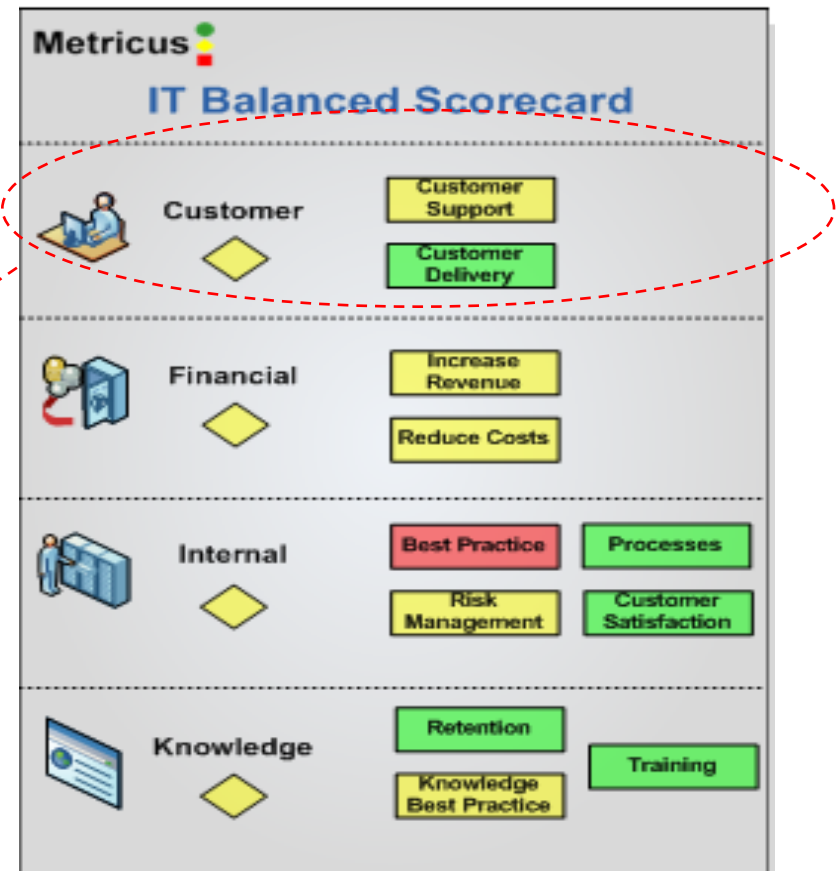 Metricus
IT Balanced Scorecard
Customer
Customer
Support
Customer
Delivery
Financial
Increase
Revenue
Reduce Costs
Internal
Best Practice
Processes
Risk
Management
Customer
Satisfaction
Knowledge
Retention
Training
Knowledge
Best Practice